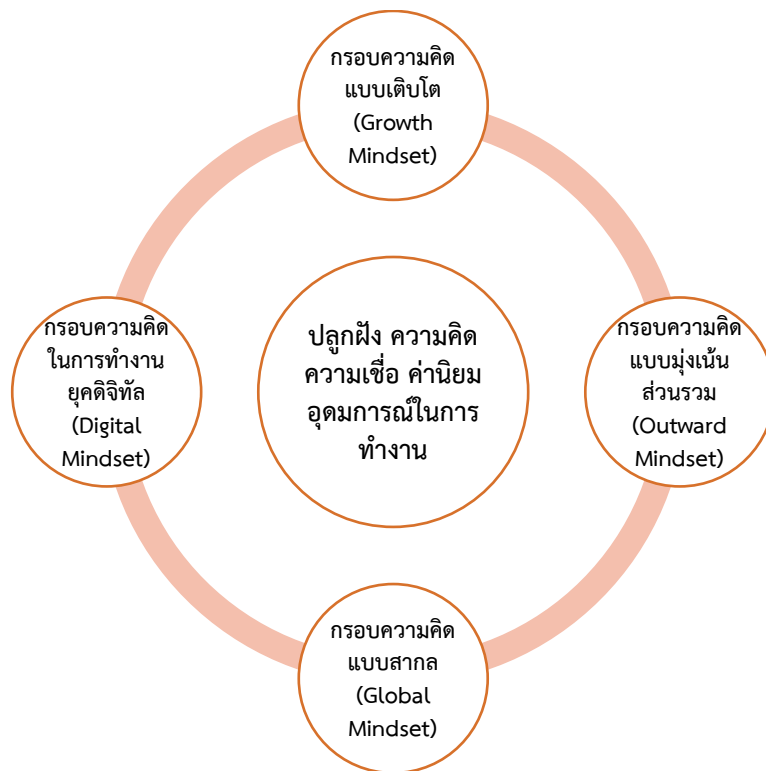 กรอบความคิด
แบบเติบโต
(Growth
Mindset)
กรอบความคิด
ในการทำงาน
ยุคดิจิทัล
(Digital
Mindset)
ปลูกฝัง ความคิด
ความเชื่อ ค่านิยม
อุดมการณ์ในการ
ทำงาน
กรอบความคิด
แบบมุ่งเน้น
ส่วนรวม
(Outward
Mindset)
กรอบความคิด
แบบสากล
(Global
Mindset)